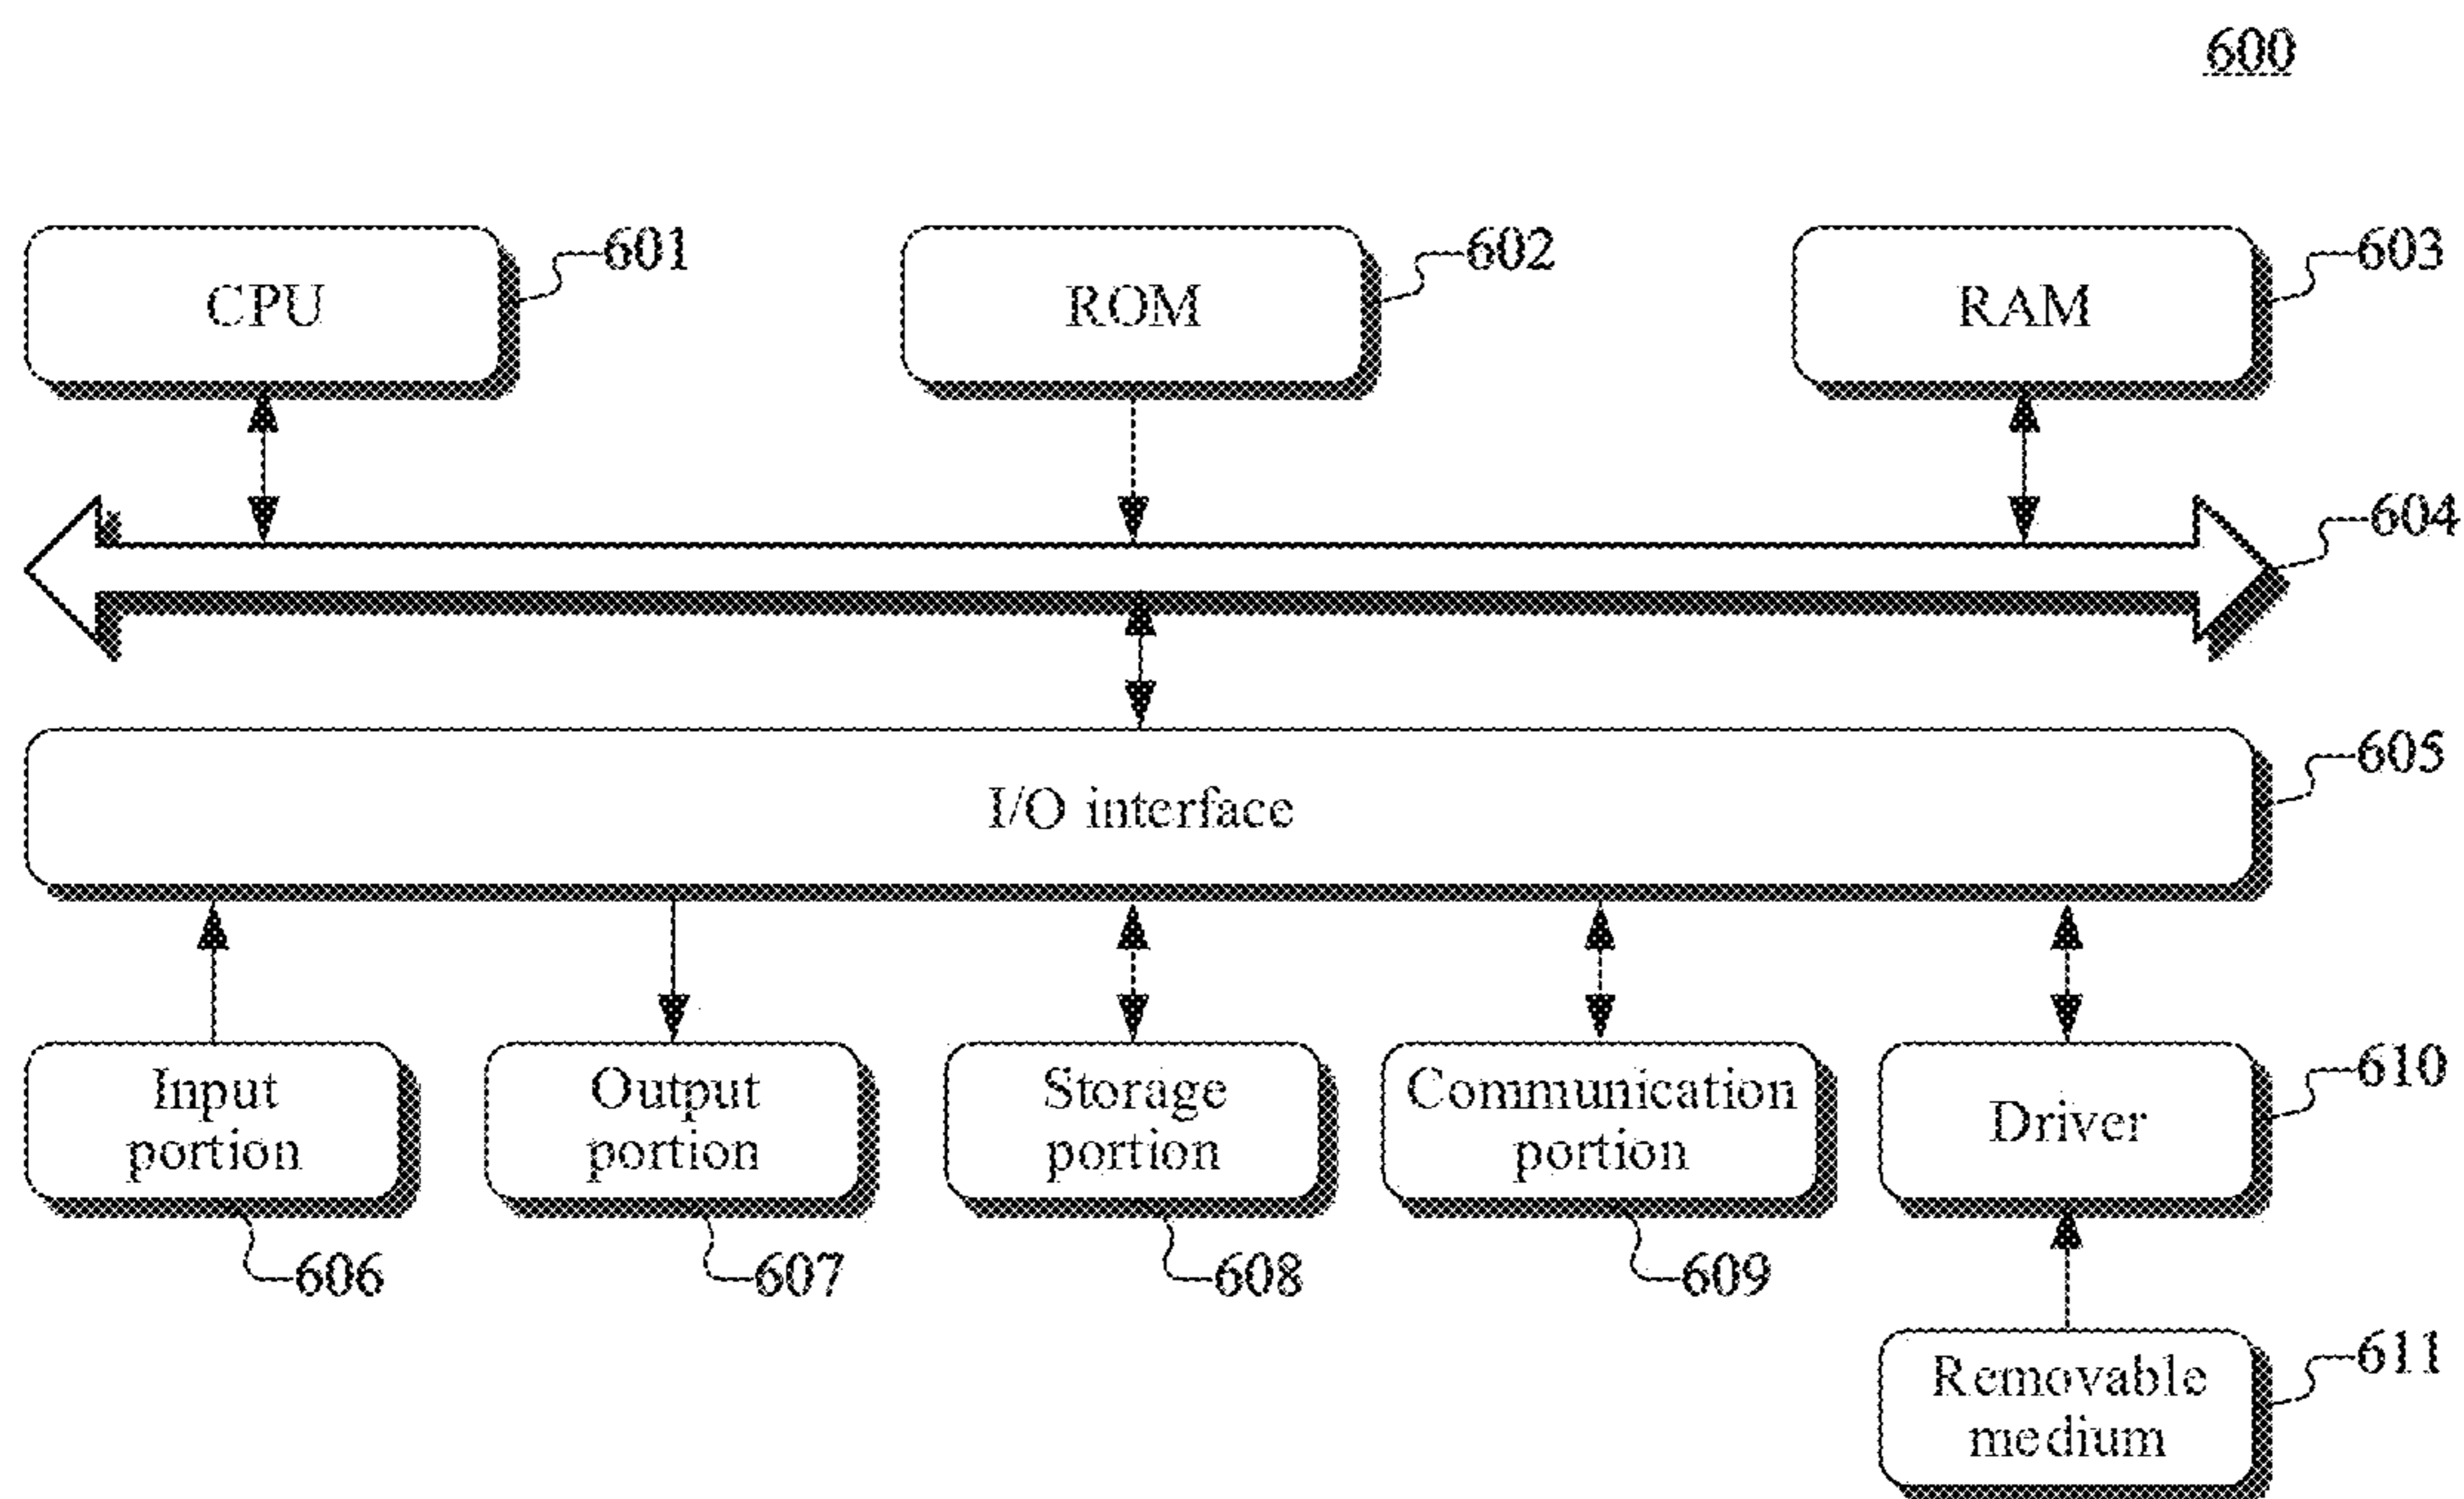 600
CPU
601
ROM
602
RAM
603
604
I/O interface
605
Input
portion
606
Output
portion
607
Storage
portion
608
Communication
portion
609
Driver
610
Removable
medium
611